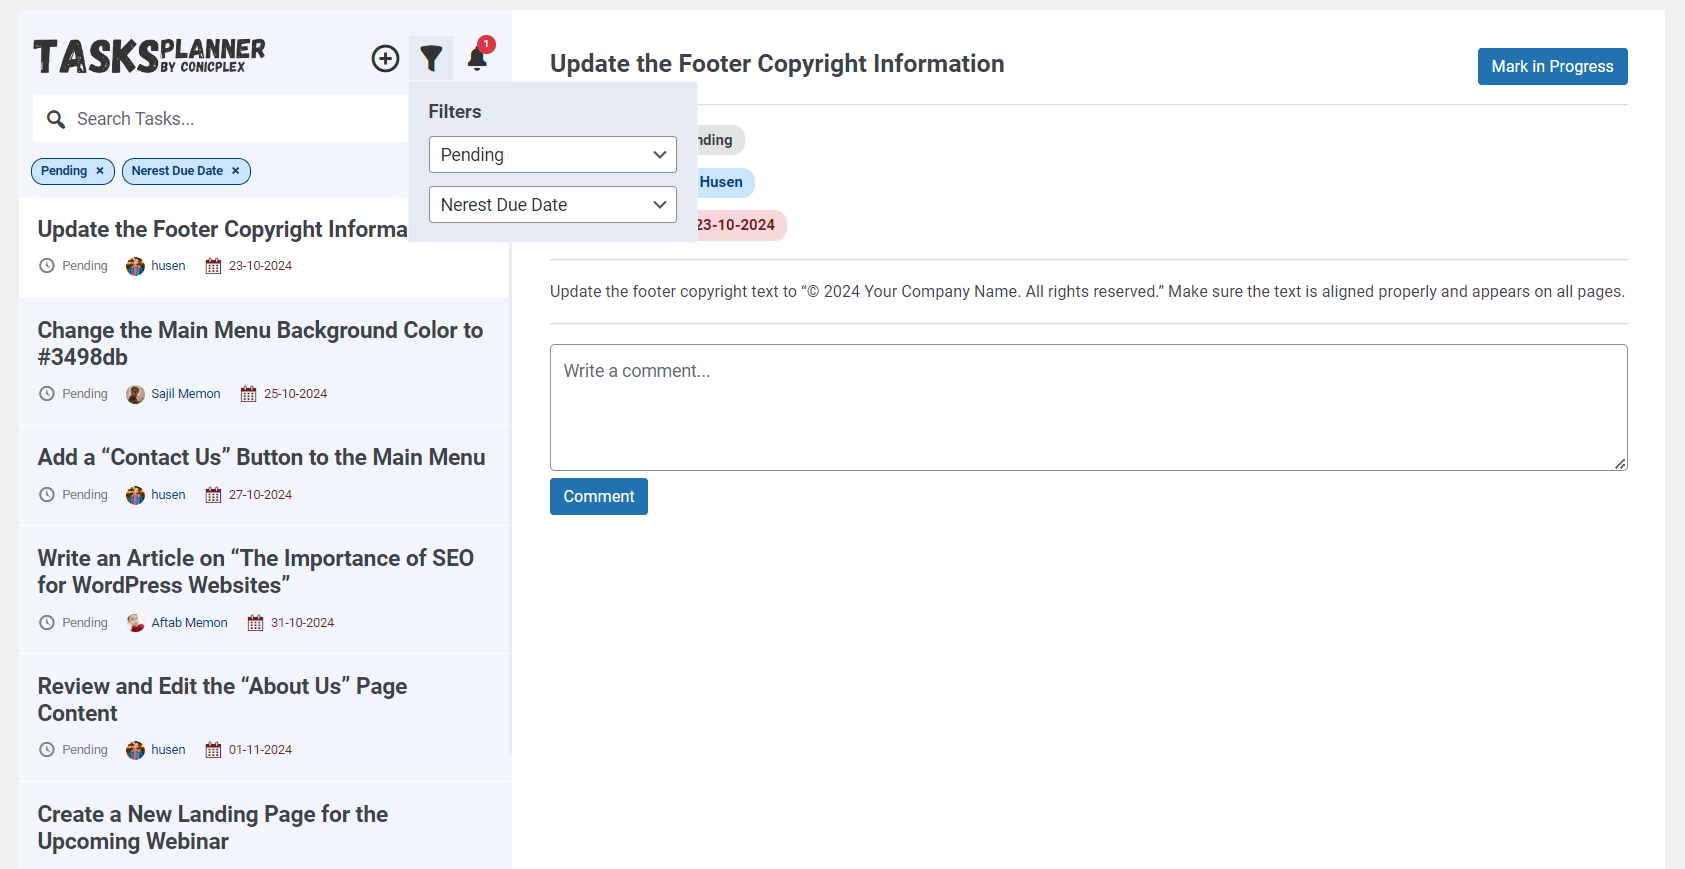 TASKS PLANNER
BY CONICPLEX
1
Search Tasks...
Pending ×
Nerest Due Date ×
Filters
Pending
Nerest Due Date
Update the Footer Copyright Informa
Pending husen 23-10-2024
Change the Main Menu Background Color to
#3498db
Pending Sajil Memon 25-10-2024
Add a “Contact Us” Button to the Main Menu
Pending husen 27-10-2024
Write an Article on “The Importance of SEO
for WordPress Websites”
Pending Aftab Memon 31-10-2024
Review and Edit the “About Us” Page
Content
Pending husen 01-11-2024
Create a New Landing Page for the
Upcoming Webinar
Update the Footer Copyright Information
Mark in Progress
nding
Husen
23-10-2024
Update the footer copyright text to “© 2024 Your Company Name. All rights reserved.” Make sure the text is aligned properly and appears on all pages.
Write a comment...
Comment